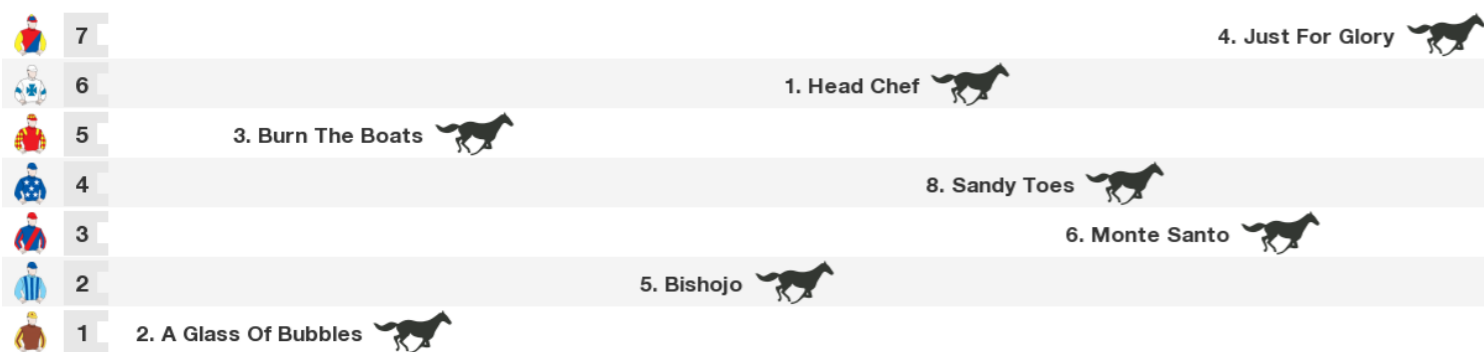 7 4. Just For Glory
6 1. Head Chef
5 3. Burn The Boats
4 8. Sandy Toes
3 6. Monte Santo
2 5. Bishojo
1 2. A Glass Of Bubbles